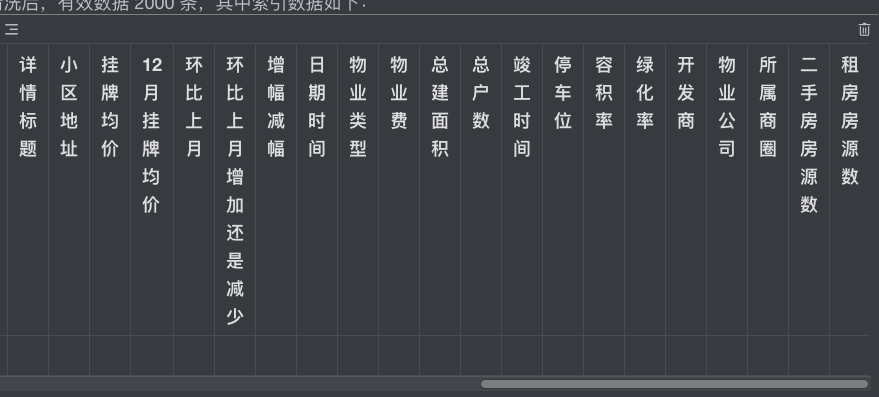 洗后，有效数据 2000 条，其中索引数据如下：
详情标题
小区地址
挂牌均价
12月挂牌均价
环比上月
环比上月增加还是减少
增幅减幅
日期时间
物业类型
物业费
总建面积
总户数
竣工时间
停车位
容积率
绿化率
开发商
物业公司
所属商圈
二手房房源数
租房房源数